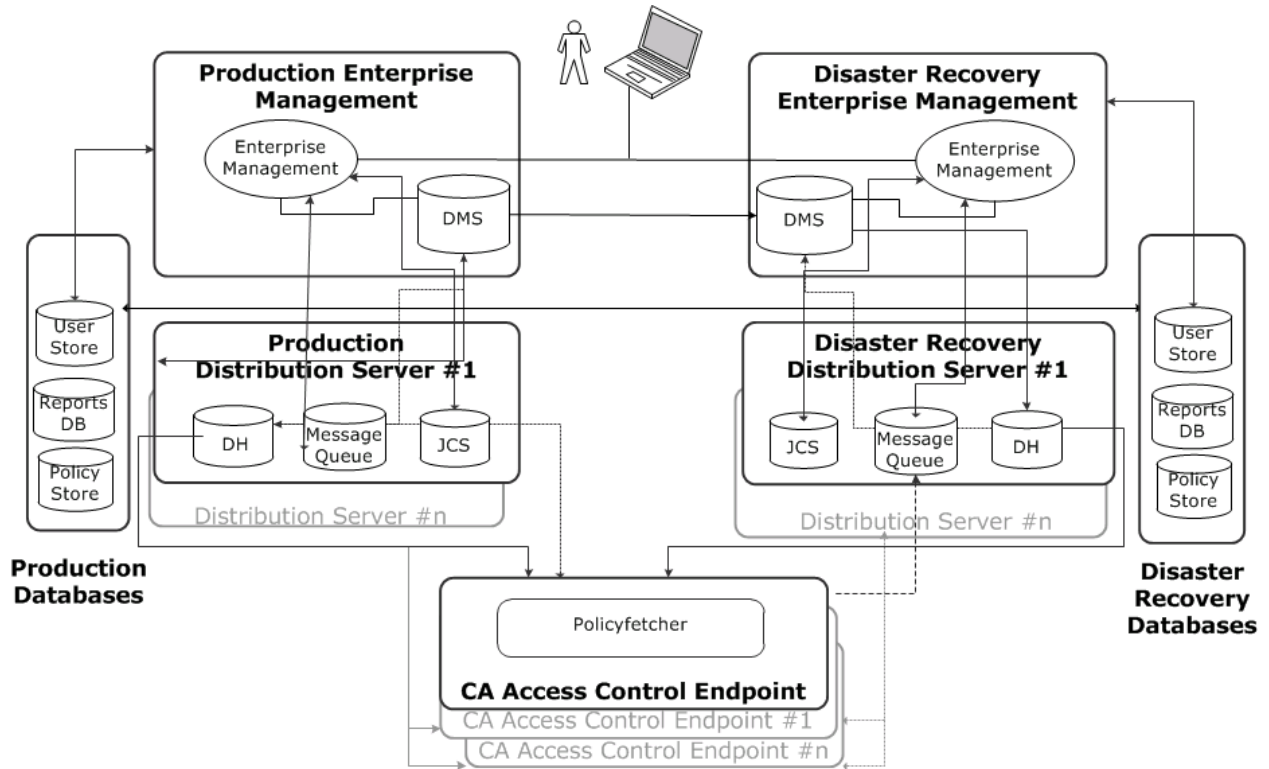 Production Enterprise
Management
Enterprise
Management
DMS
Disaster Recovery
Enterprise Management
Enterprise
Management
DMS
User
Store
Reports
DB
Policy
Store
Production
Databases
Production
Distribution Server #1
DH
Message
Queue
JCS
Distribution Server #n
Disaster Recovery
Distribution Server #1
JCS
Message
Queue
DH
Distribution Server #n
User
Store
Reports
DB
Policy
Store
Disaster
Recovery
Databases
Policyfetcher
CA Access Control Endpoint
CA Access Control Endpoint #1
CA Access Control Endpoint #n